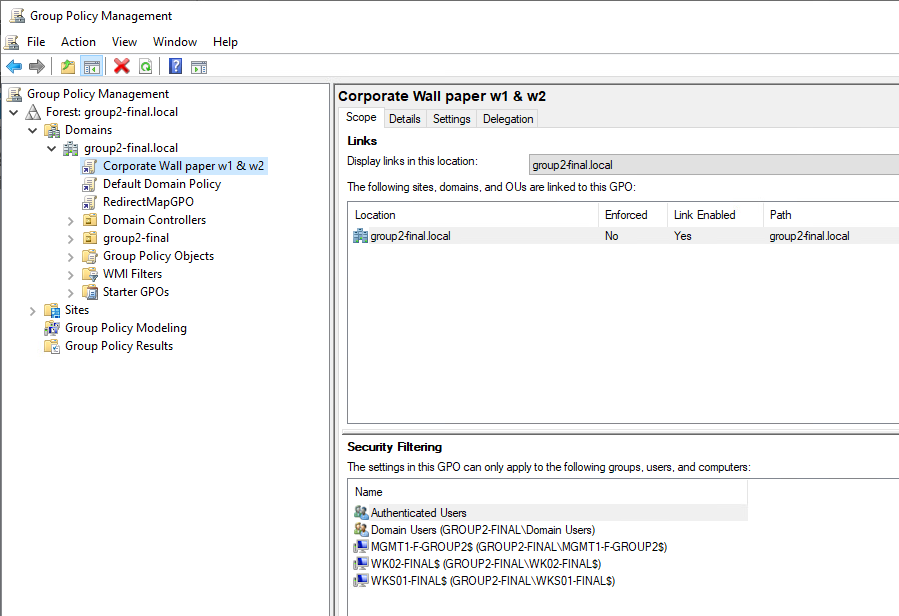 Group Policy Management
File Action View Window Help
Group Policy Management
Forest: group2-final.local
Domains
group2-final.local
Corporate Wall paper w1 & w2
Default Domain Policy
RedirectMapGPO
Domain Controllers
group2-final
Group Policy Objects
WMI Filters
Starter GPOs
Sites
Group Policy Modeling
Group Policy Results
Corporate Wall paper w1 & w2
Scope Details Settings Delegation
Links
Display links in this location: group2-final.local
The following sites, domains, and OUs are linked to this GPO:
Location Enforced Link Enabled Path
group2-final.local No Yes group2-final.local
Security Filtering
The settings in this GPO can only apply to the following groups, users, and computers:
Name
Authenticated Users
Domain Users (GROUP2-FINAL\Domain Users)
MGMT1-F-GROUP2$ (GROUP2-FINAL\MGMT1-F-GROUP2$)
WK02-FINAL$ (GROUP2-FINAL\WK02-FINAL$)
WKS01-FINAL$ (GROUP2-FINAL\WKS01-FINAL$)